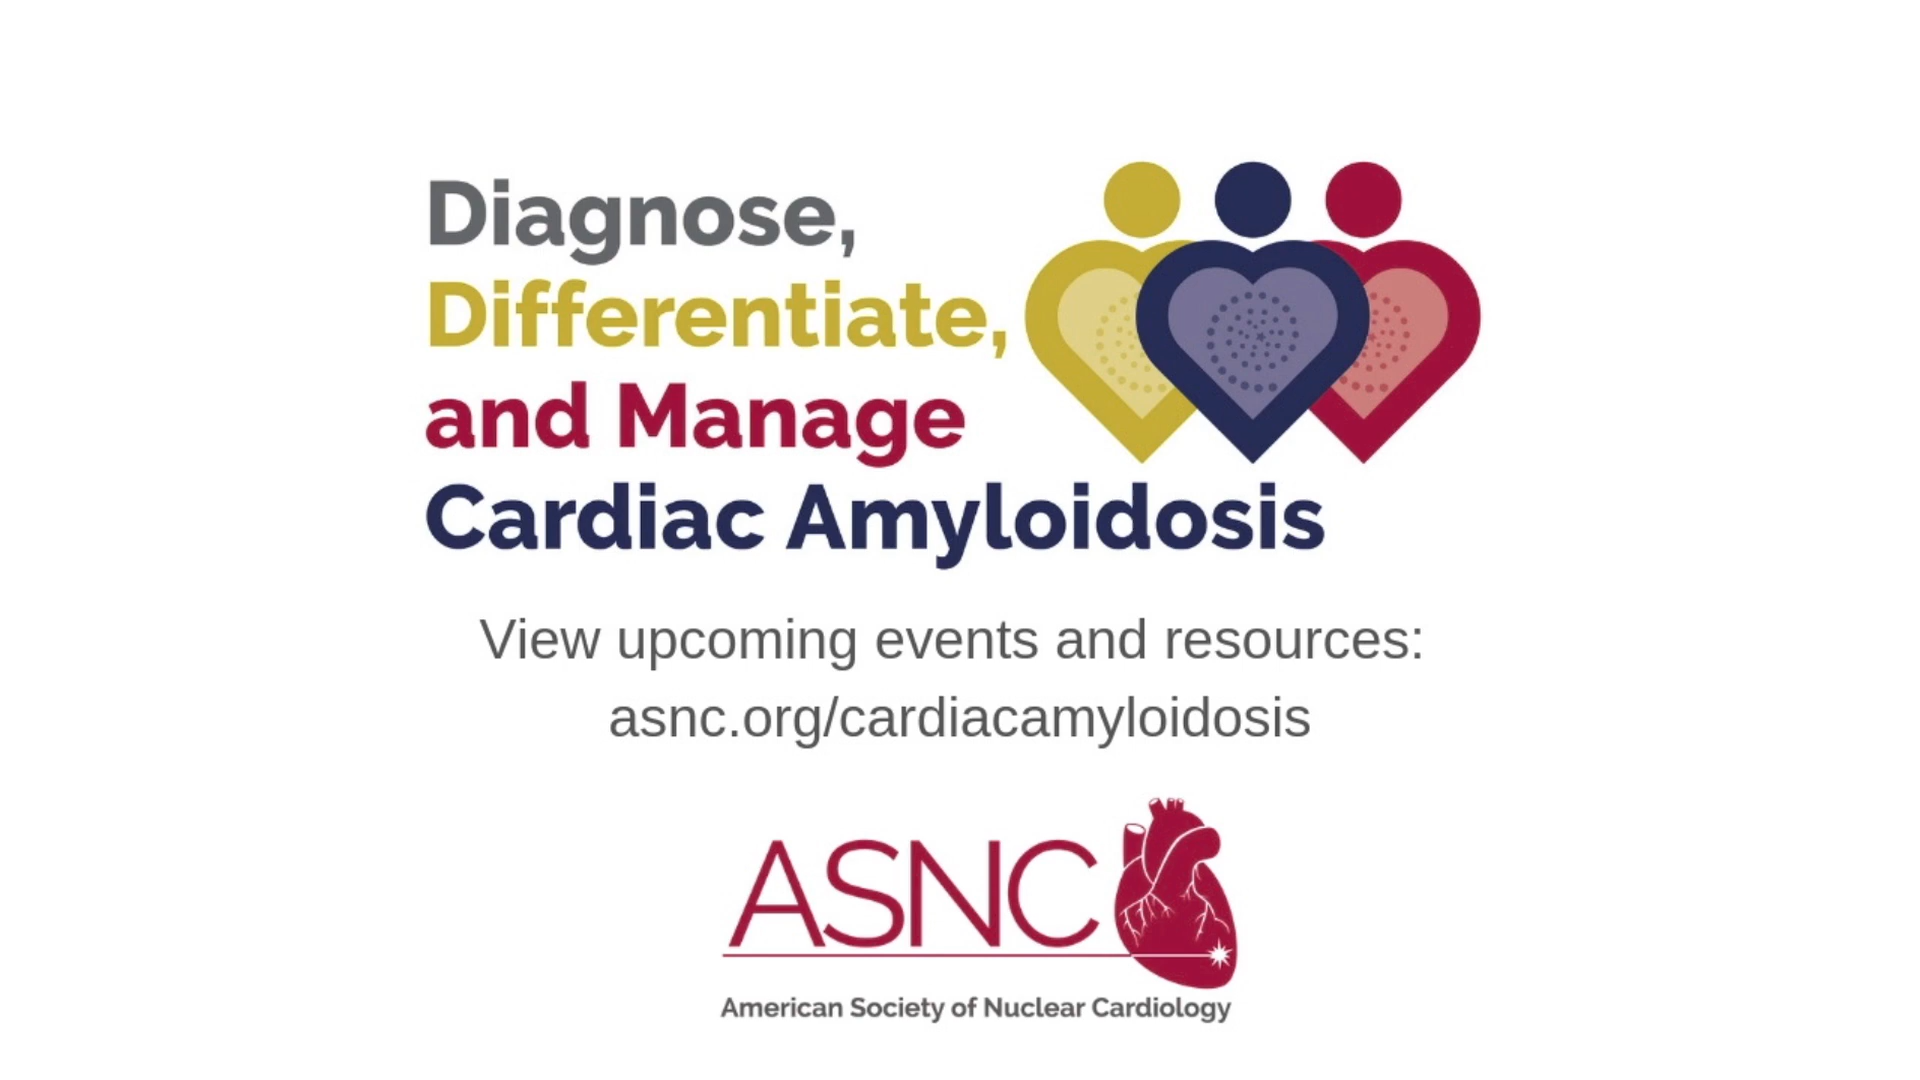 Diagnose,
Differentiate,
and Manage
Cardiac Amyloidosis
View upcoming events and resources:
asnc.org/cardiacamyloidosis
ASNC
American Society of Nuclear Cardiology